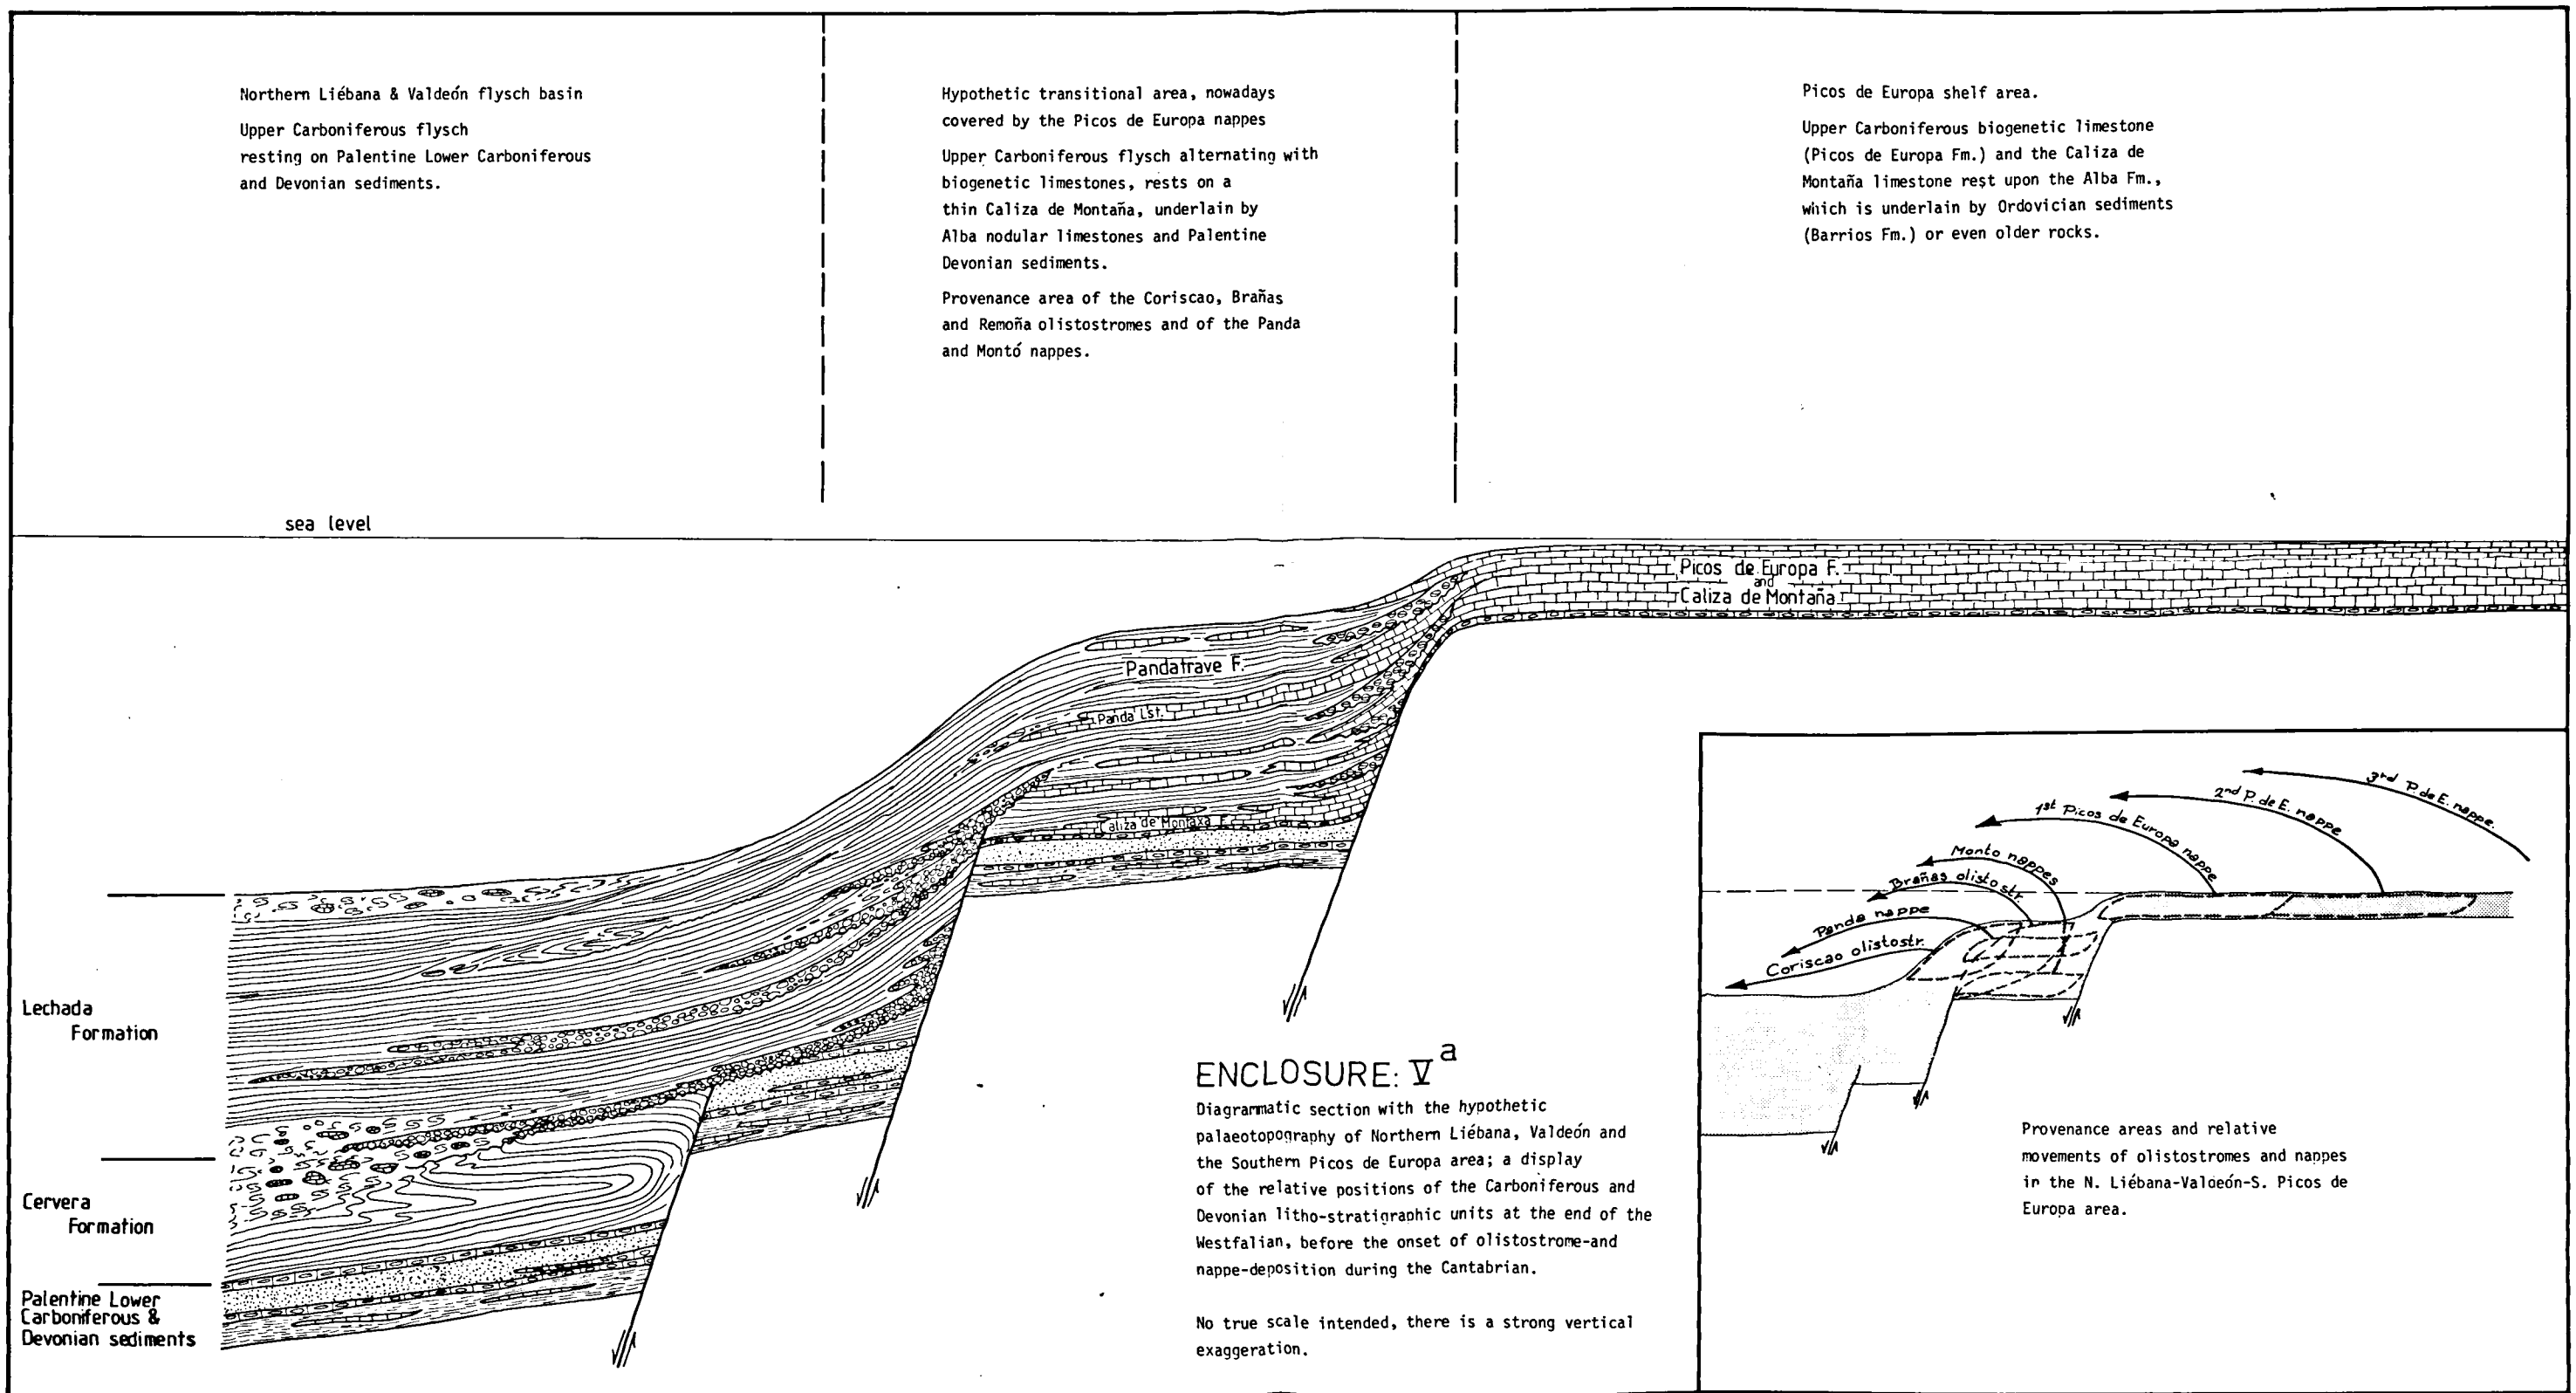 Northern Liébana & Valdeón flysch basin
Upper Carboniferous flysch
resting on Palentine Lower Carboniferous
and Devonian sediments.
Hypothetic transitional area, nowadays
covered by the Picos de Europa nappes
Upper Carboniferous flysch alternating with
biogenetic limestones, rests on a
thin Caliza de Montaña, underlain by
Alba nodular limestones and Palentine
Devonian sediments.
Provenance area of the Coriscao, Brañas
and Remoña olistostromes and of the Panda
and Montó nappes.
Picos de Europa shelf area.
Upper Carboniferous biogenetic limestone
(Picos de Europa Fm.) and the Caliza de
Montaña limestone rest upon the Alba Fm.,
which is underlain by Ordovician sediments
(Barrios Fm.) or even older rocks.
sea level
Picos de Europa F.
and
Caliza de Montaña
Pandatrave F.
Panda Lst.
Caliza de Montaxa F.
Lechada
Formation
Cervera
Formation
Palentine Lower
Carboniferous &
Devonian sediments
ENCLOSURE: Vᵃ
Diagrammatic section with the hypothetic
palaeotopography of Northern Liébana, Valdeón and
the Southern Picos de Europa area; a display
of the relative positions of the Carboniferous and
Devonian litho-stratigraphic units at the end of the
Westfalian, before the onset of olistostrome-and
nappe-deposition during the Cantabrian.
No true scale intended, there is a strong vertical
exaggeration.
3rd P. de E. nappe.
2nd P. de E. nappe
1st Picos de Europa nappe
Monto nappes
Brañas olistostr.
Panda nappe
Coriscao olistostr.
Provenance areas and relative
movements of olistostromes and nappes
in the N. Liébana-Valdeón-S. Picos de
Europa area.